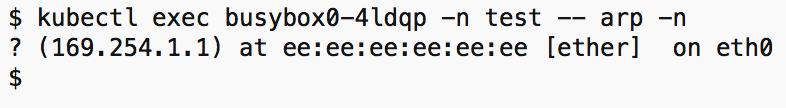 $ kubectl exec busybox0-4ldqp -n test -- arp -n
? (169.254.1.1) at ee:ee:ee:ee:ee:ee [ether]  on eth0
$